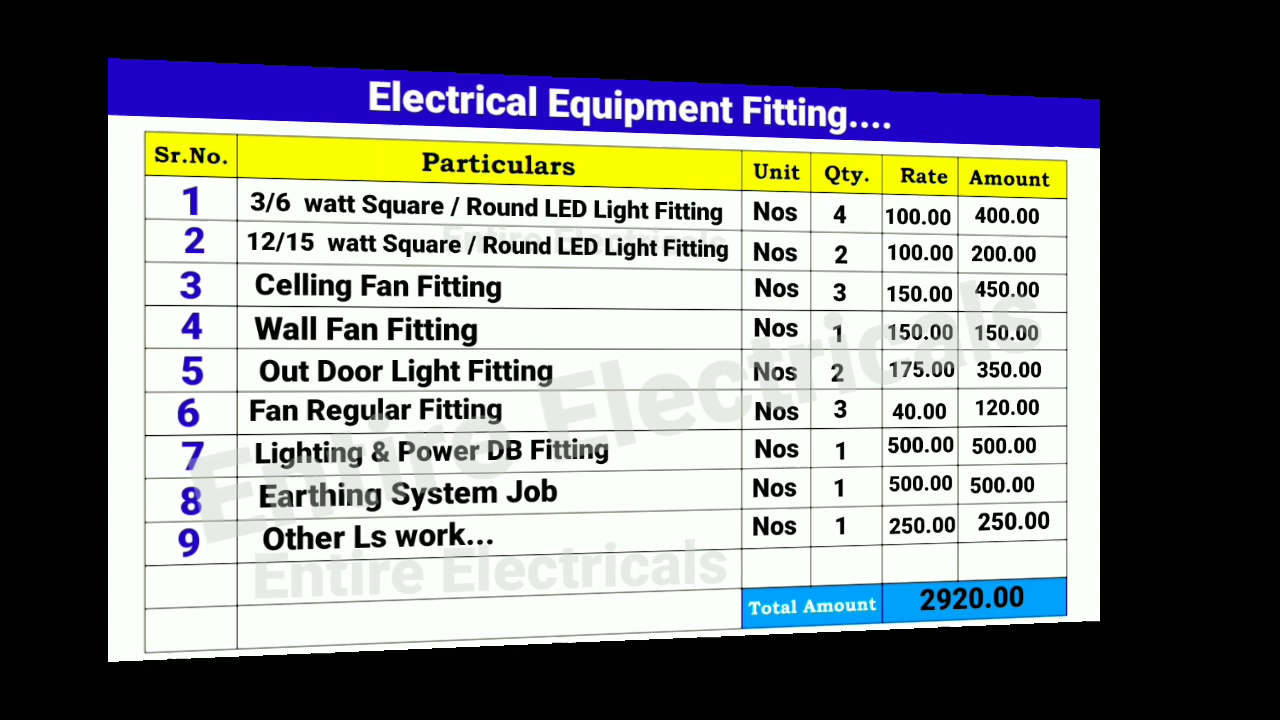 Electrical Equipment Fitting....
Sr.No. Particulars Unit Qty. Rate Amount
1 3/6 watt Square / Round LED Light Fitting Nos 4 100.00 400.00
2 12/15 watt Square / Round LED Light Fitting Nos 2 100.00 200.00
3 Celling Fan Fitting Nos 3 150.00 450.00
4 Wall Fan Fitting Nos 1 150.00 150.00
5 Out Door Light Fitting Nos 2 175.00 350.00
6 Fan Regular Fitting Nos 3 40.00 120.00
7 Lighting & Power DB Fitting Nos 1 500.00 500.00
8 Earthing System Job Nos 1 500.00 500.00
9 Other Ls work... Nos 1 250.00 250.00
Total Amount 2920.00
Entire Electricals
Entire Electricals
Entire Electricals